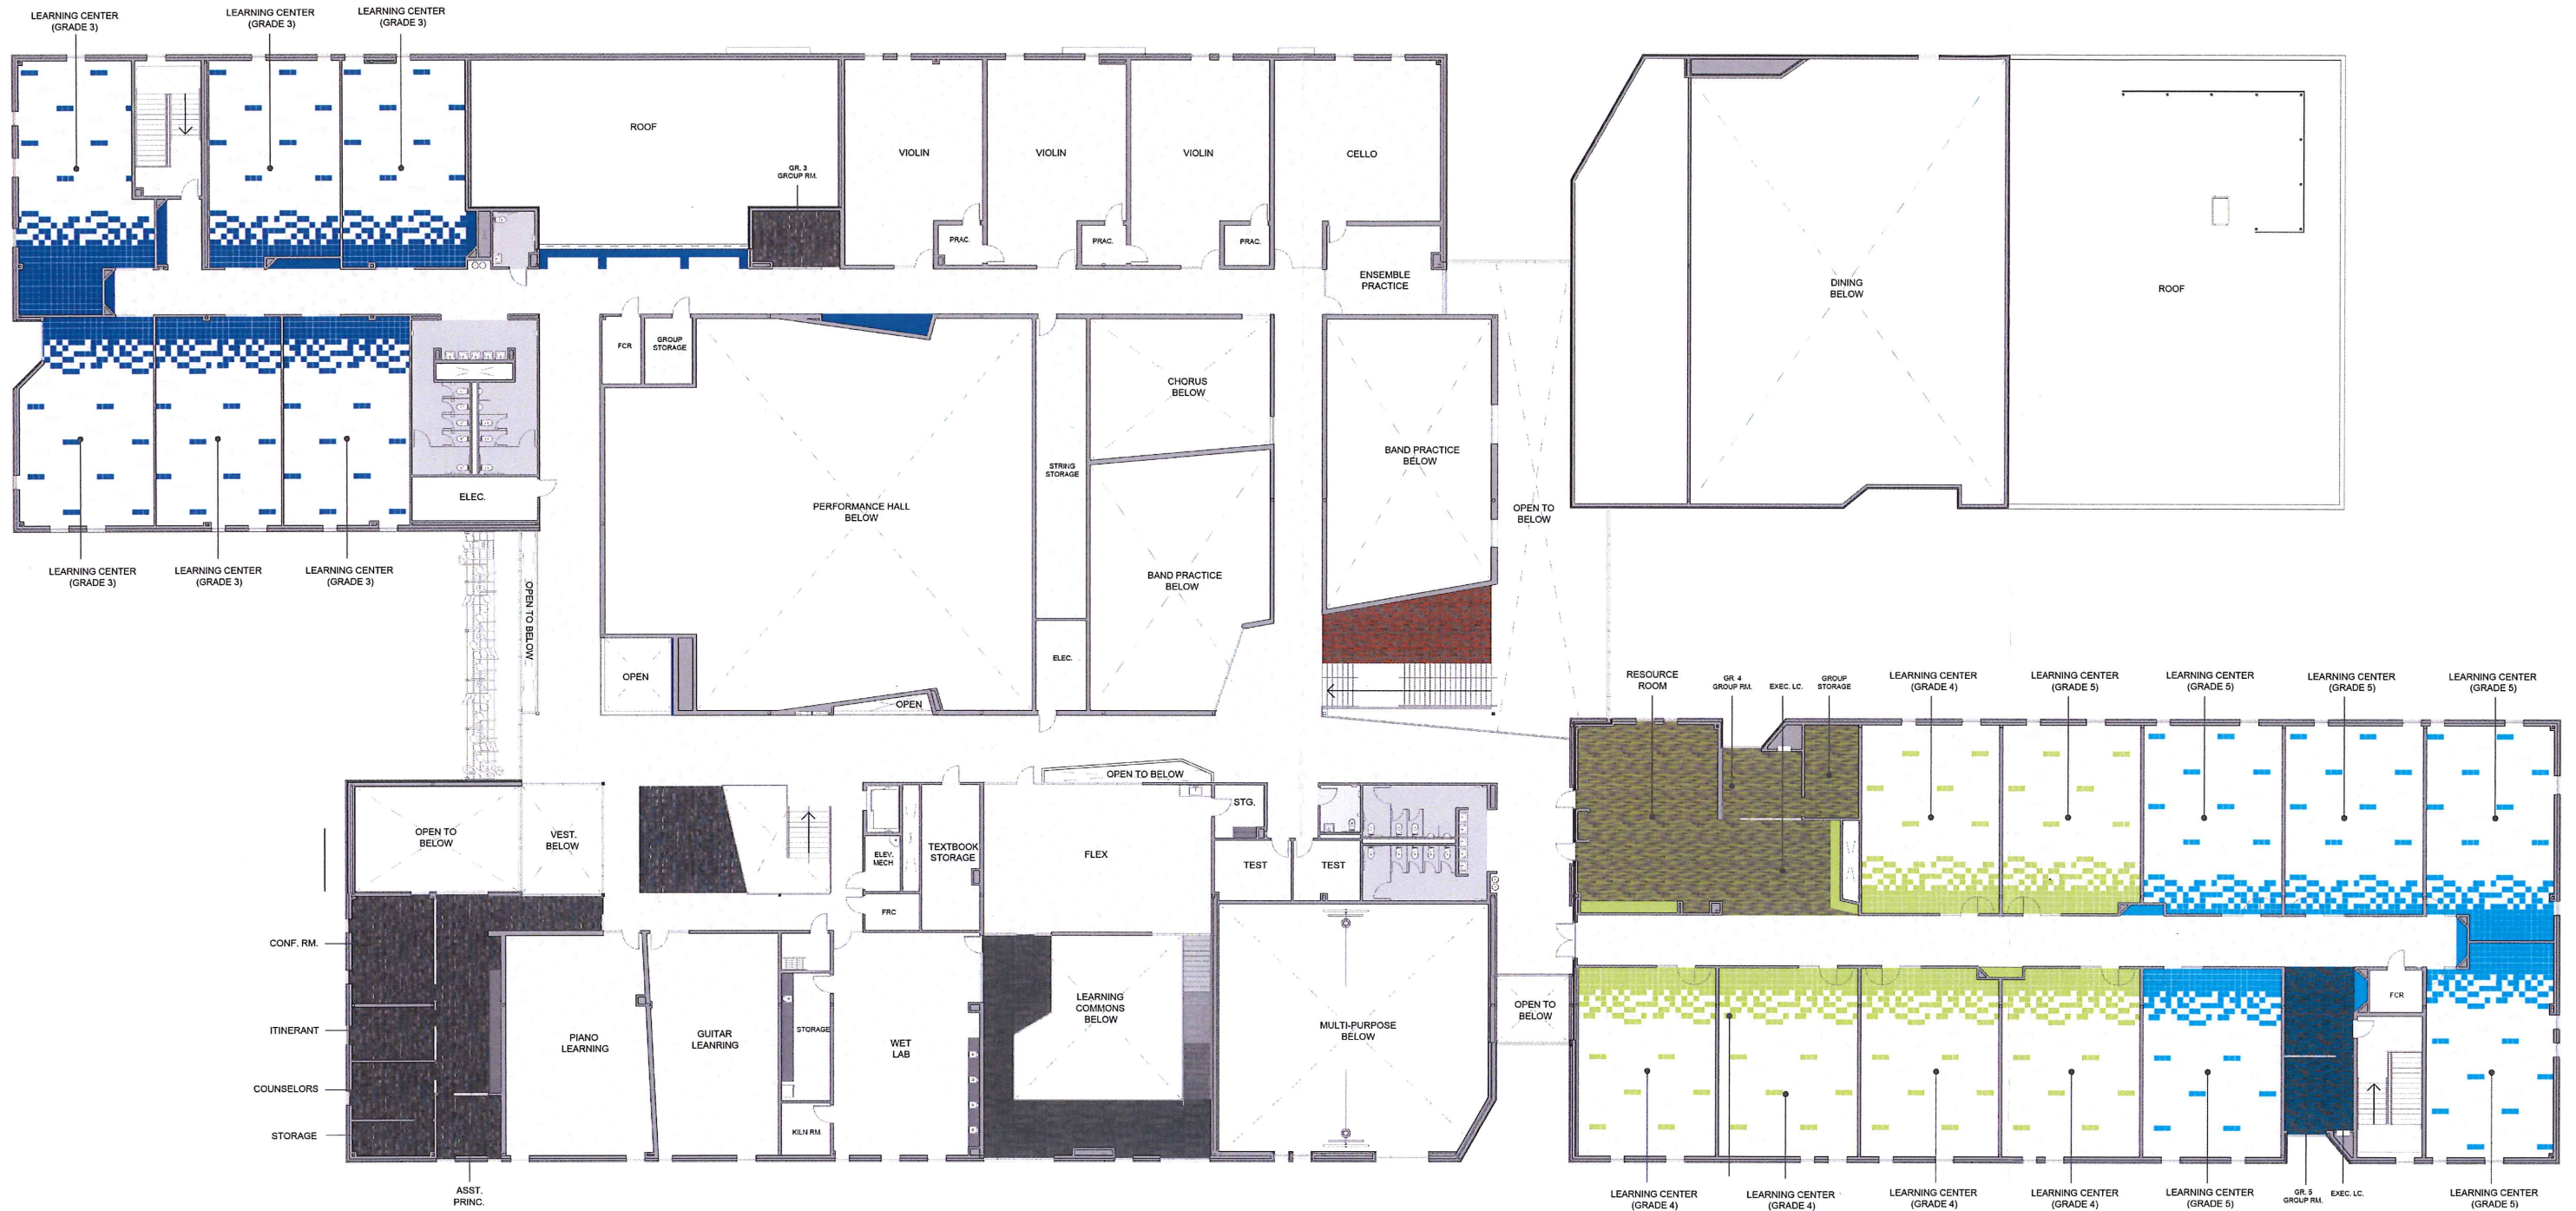 LEARNING CENTER
(GRADE 3)
LEARNING CENTER
(GRADE 3)
LEARNING CENTER
(GRADE 3)
ROOF
GR. 3
GROUP RM.
VIOLIN
VIOLIN
VIOLIN
CELLO
PRAC.
PRAC.
PRAC.
ENSEMBLE
PRACTICE
DINING
BELOW
ROOF
FCR
GROUP
STORAGE
CHORUS
BELOW
BAND PRACTICE
BELOW
STRING
STORAGE
ELEC.
PERFORMANCE HALL
BELOW
OPEN TO
BELOW
LEARNING CENTER
(GRADE 3)
LEARNING CENTER
(GRADE 3)
LEARNING CENTER
(GRADE 3)
OPEN TO BELOW
BAND PRACTICE
BELOW
ELEC.
OPEN
OPEN
RESOURCE
ROOM
GR. 4
GROUP RM.
EXEC. LC.
GROUP
STORAGE
LEARNING CENTER
(GRADE 4)
LEARNING CENTER
(GRADE 5)
LEARNING CENTER
(GRADE 5)
LEARNING CENTER
(GRADE 5)
LEARNING CENTER
(GRADE 5)
OPEN TO BELOW
OPEN TO
BELOW
VEST.
BELOW
ELEV.
MECH
TEXTBOOK
STORAGE
FLEX
STG.
TEST
TEST
FRC
CONF. RM.
ITINERANT
COUNSELORS
STORAGE
ASST.
PRINC.
PIANO
LEARNING
GUITAR
LEANRING
STORAGE
KILN RM.
WET
LAB
LEARNING
COMMONS
BELOW
MULTI-PURPOSE
BELOW
OPEN TO
BELOW
FCR
LEARNING CENTER
(GRADE 4)
LEARNING CENTER
(GRADE 4)
LEARNING CENTER
(GRADE 4)
LEARNING CENTER
(GRADE 4)
LEARNING CENTER
(GRADE 5)
GR. 5
GROUP RM.
EXEC. LC.
LEARNING CENTER
(GRADE 5)